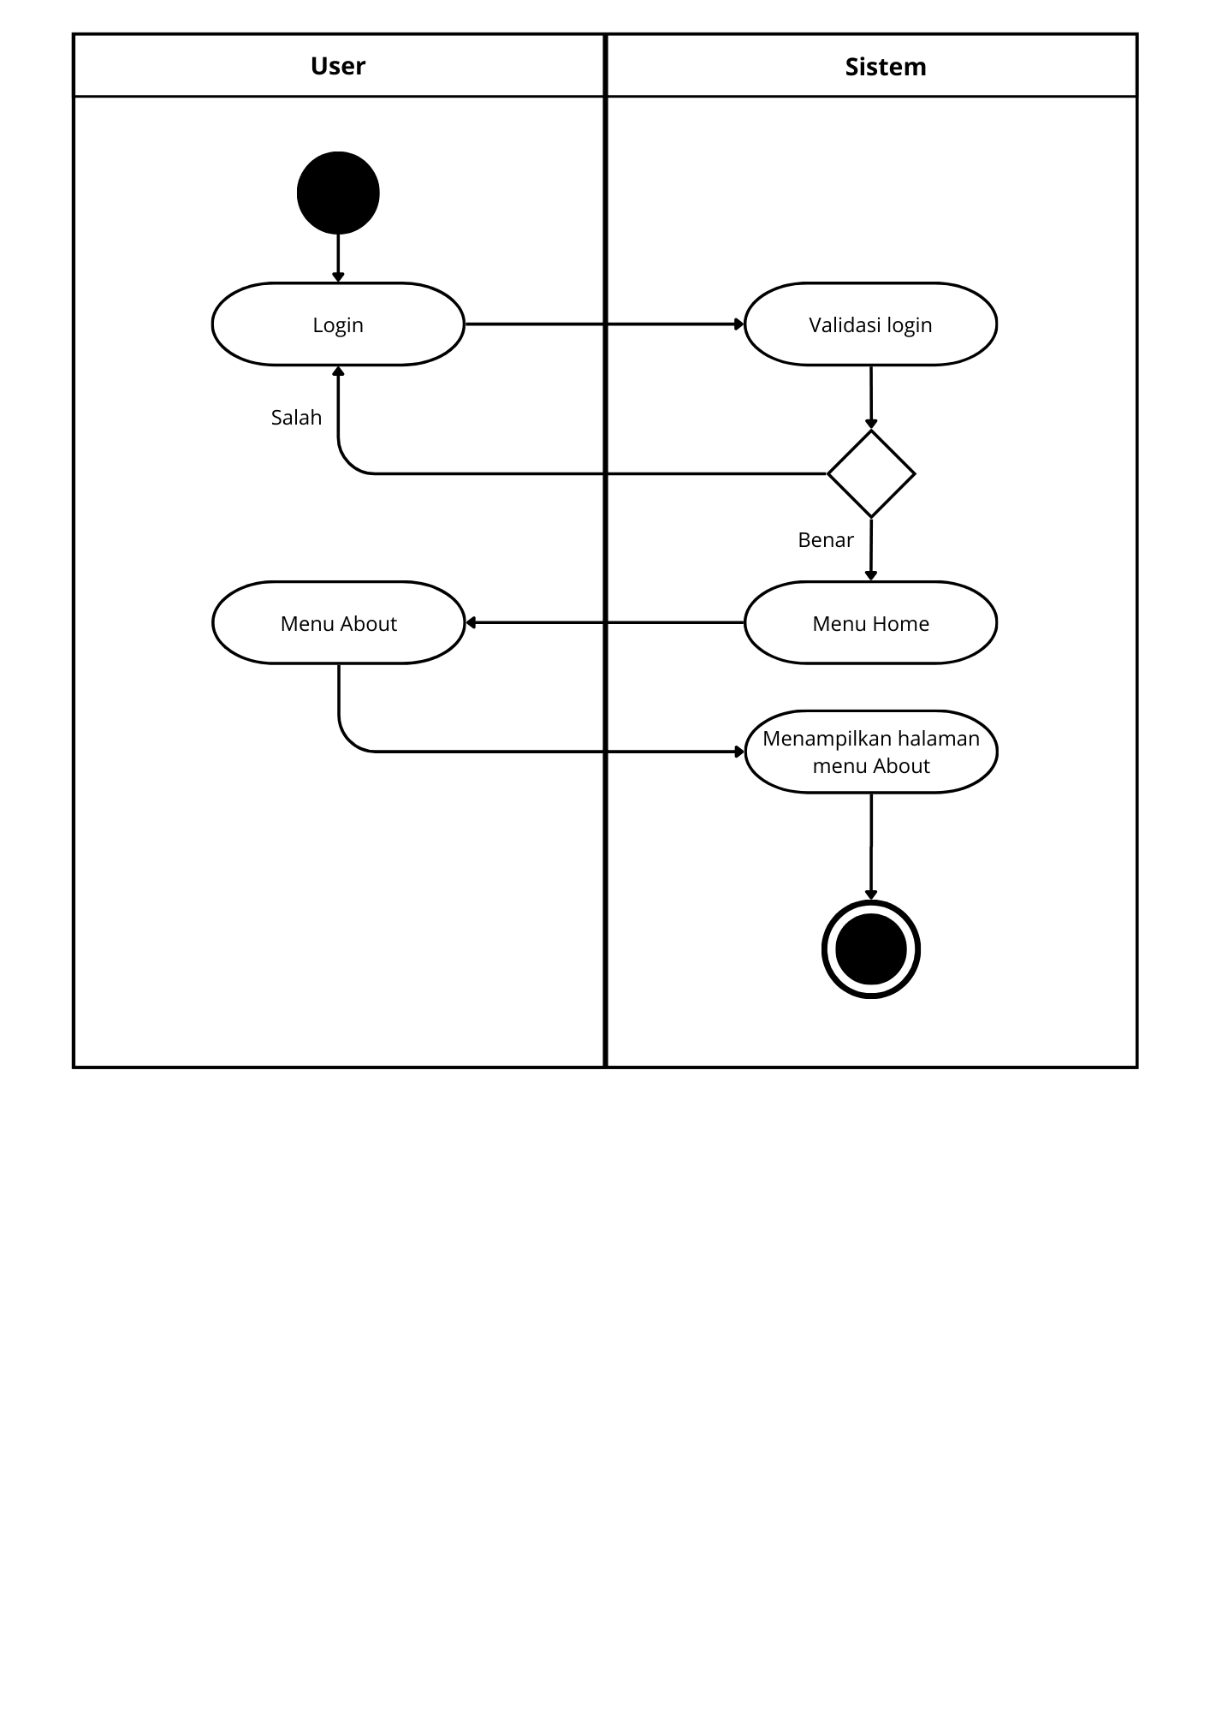 User
Sistem
Login
Validasi login
Salah
Benar
Menu About
Menu Home
Menampilkan halaman
menu About